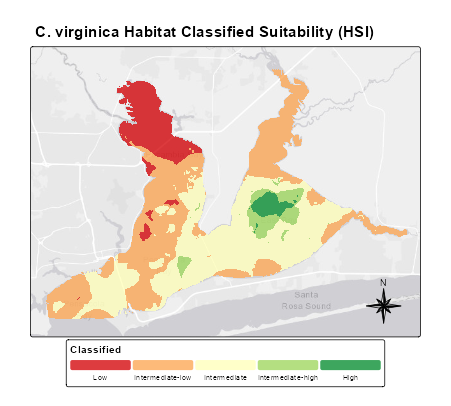 C. virginica Habitat Classified Suitability (HSI)
N
Santa
Rosa Sound
Classified
Low Intermediate-low Intermediate Intermediate-high High